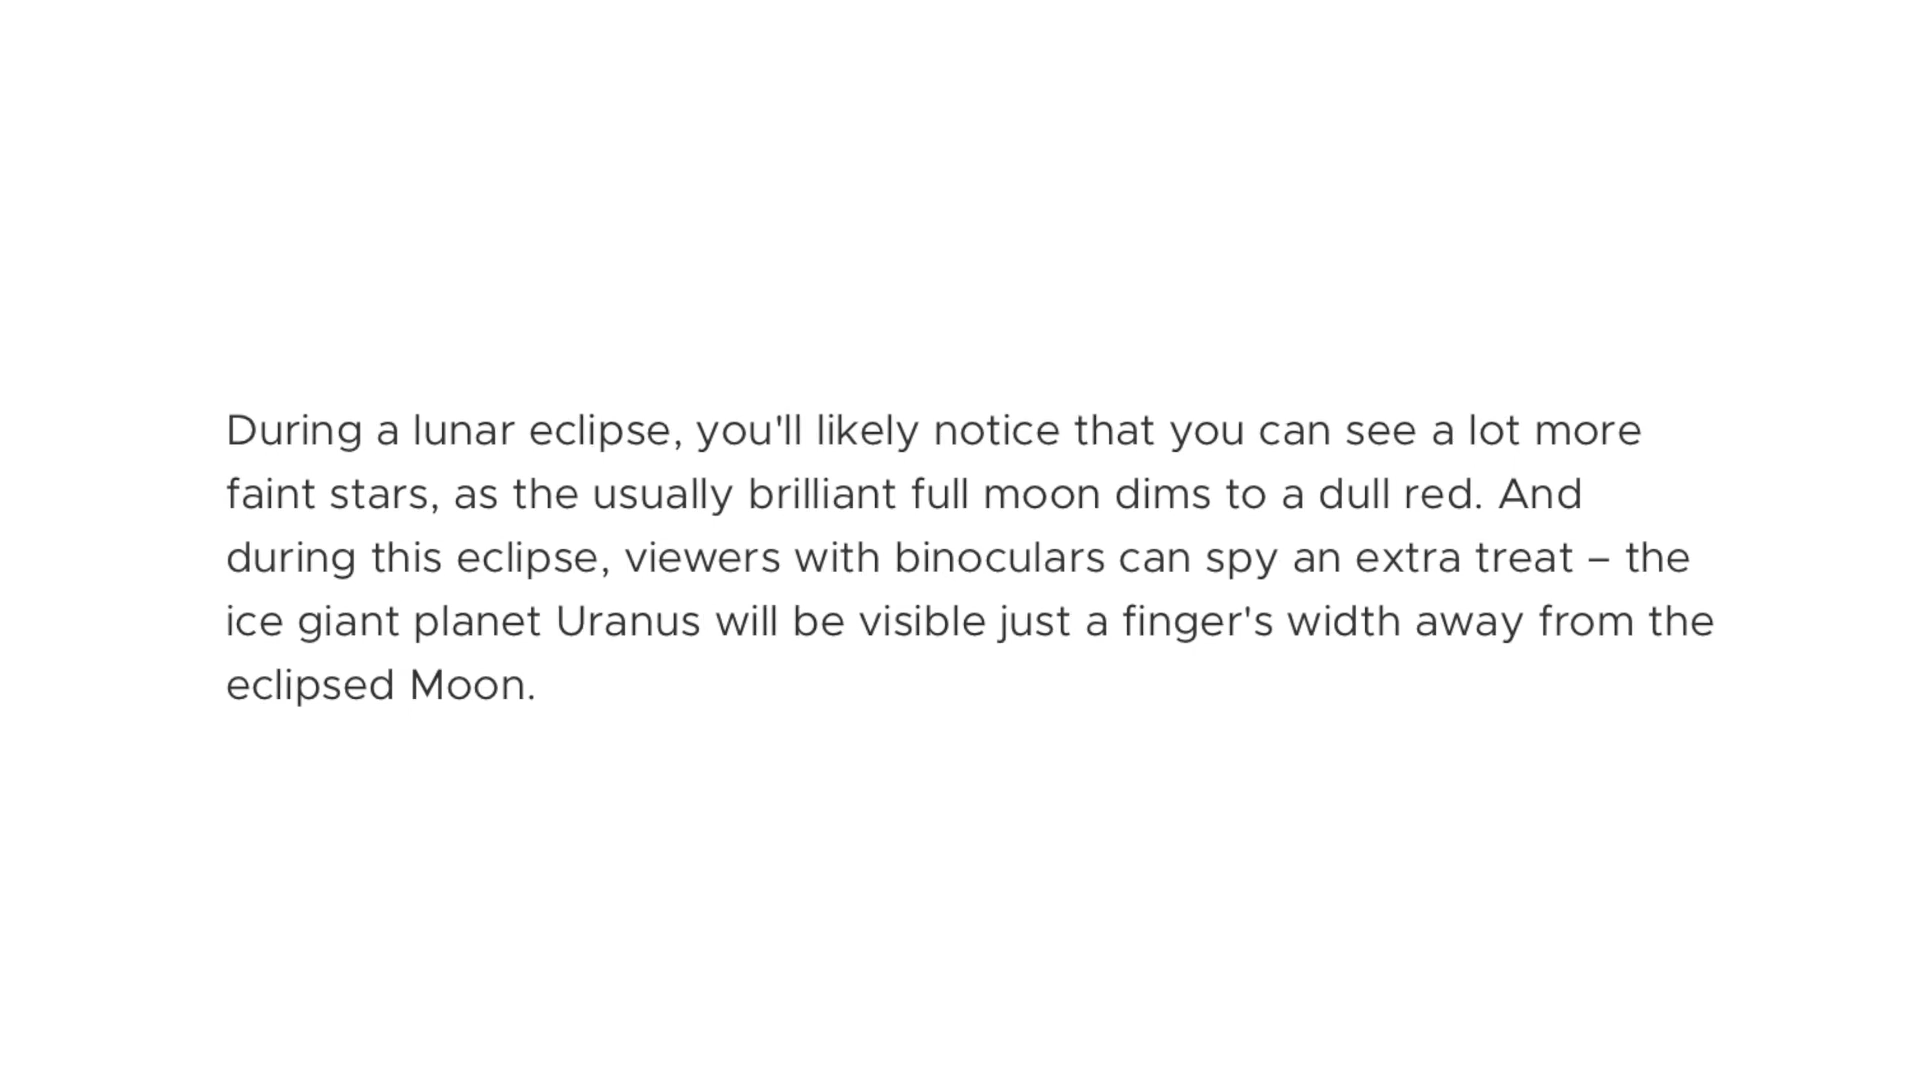 During a lunar eclipse, you'll likely notice that you can see a lot more
faint stars, as the usually brilliant full moon dims to a dull red. And
during this eclipse, viewers with binoculars can spy an extra treat – the
ice giant planet Uranus will be visible just a finger's width away from the
eclipsed Moon.